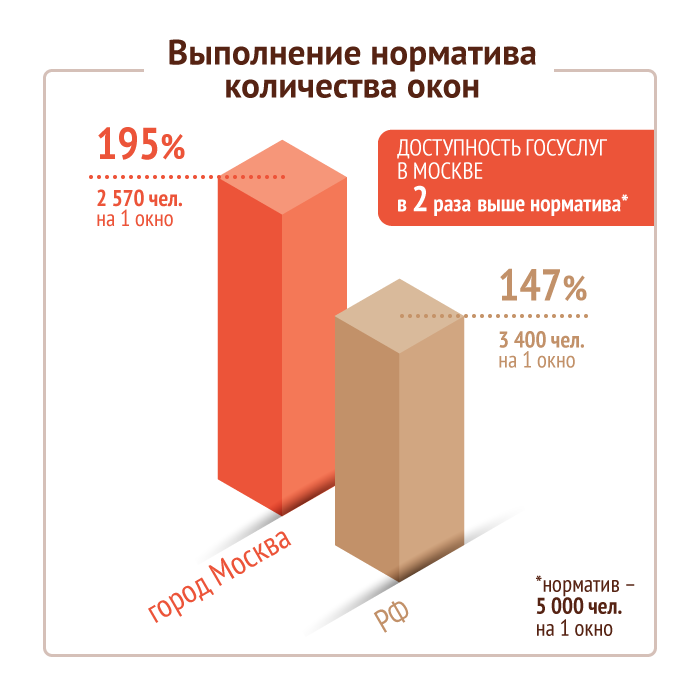 Выполнение норматива
количества окон
195%
2 570 чел.
на 1 окно
ДОСТУПНОСТЬ ГОСУСЛУГ
В МОСКВЕ
в 2 раза выше норматива*
147%
3 400 чел.
на 1 окно
город Москва
РФ
*норматив –
5 000 чел.
на 1 окно